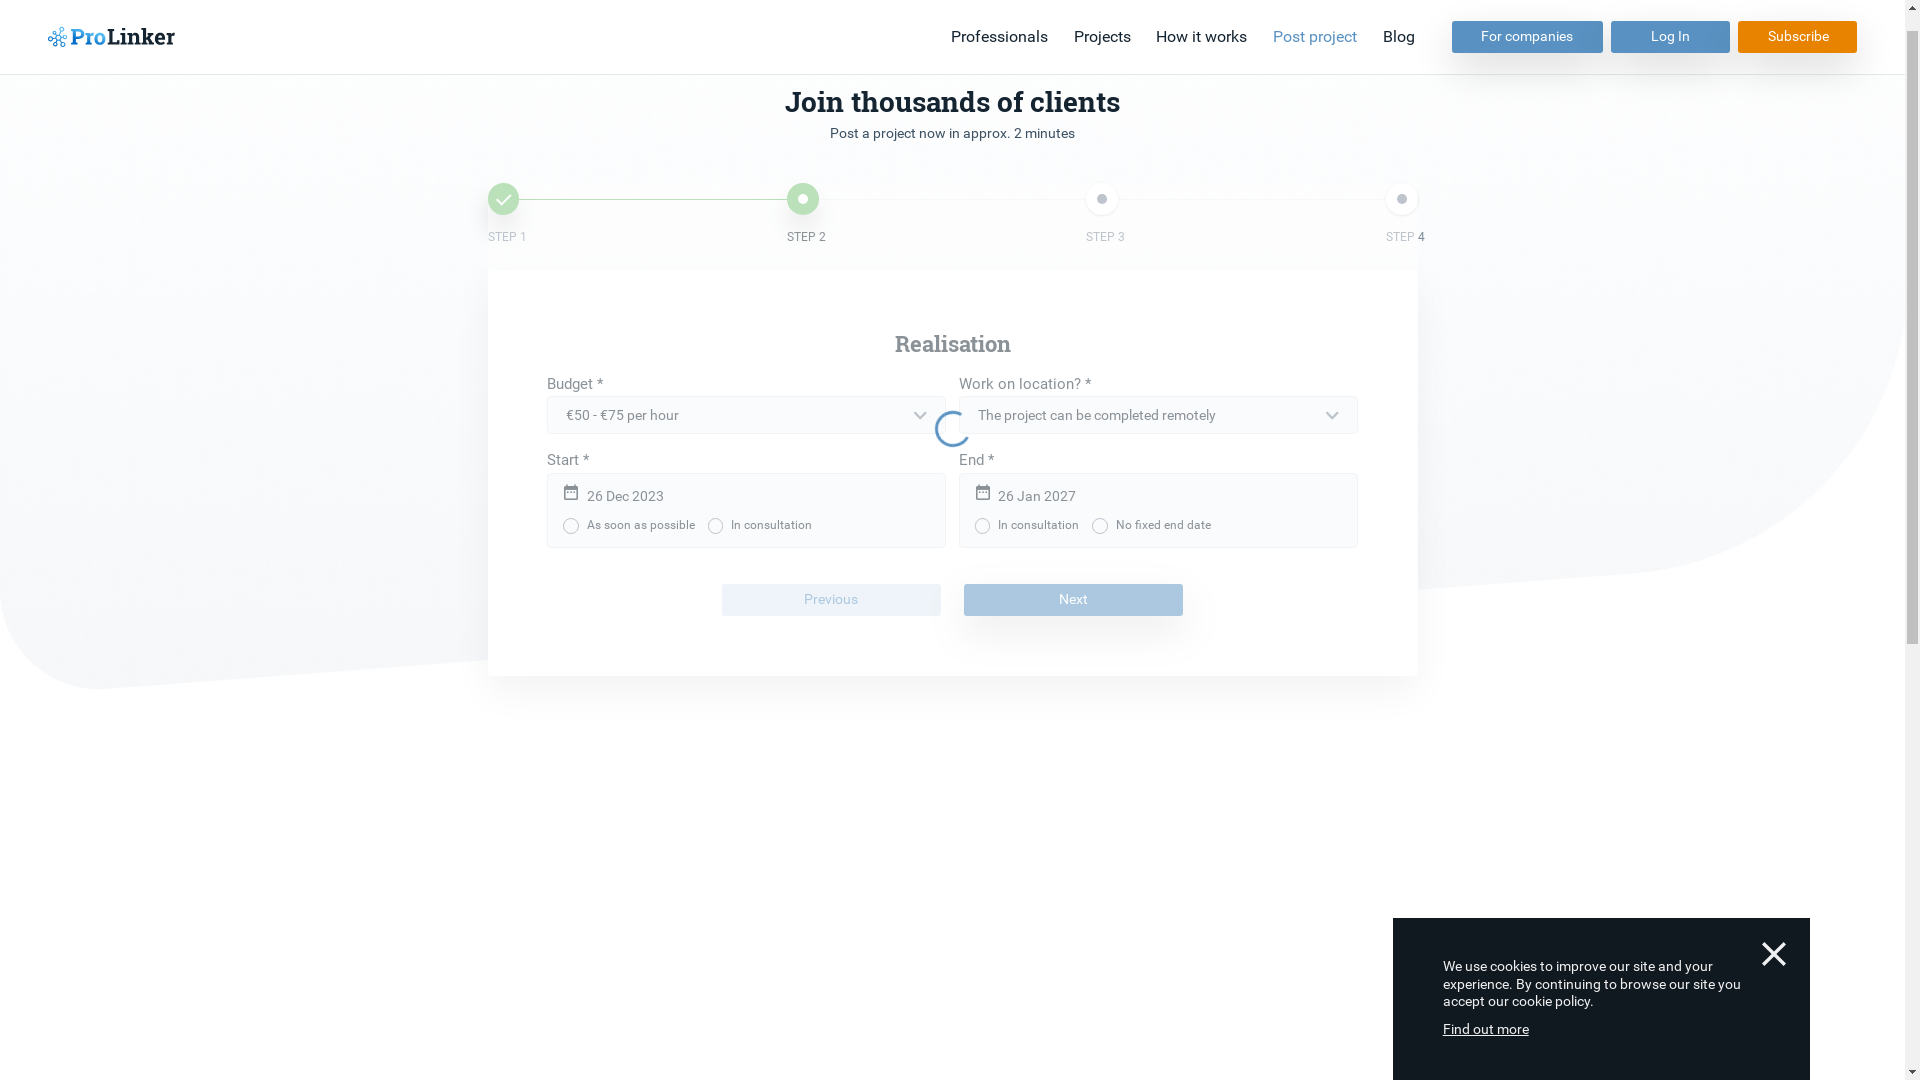 ProLinker
Professionals
Projects
How it works
Post project
Blog
For companies
Log In
Subscribe
Join thousands of clients
Post a project now in approx. 2 minutes
STEP 1
STEP 2
STEP 3
STEP 4
Realisation
Budget *
Work on location? *
€50 - €75 per hour
The project can be completed remotely
Start *
End *
26 Dec 2023
26 Jan 2027
As soon as possible
In consultation
In consultation
No fixed end date
Previous
Next
We use cookies to improve our site and your
experience. By continuing to browse our site you
accept our cookie policy.
Find out more